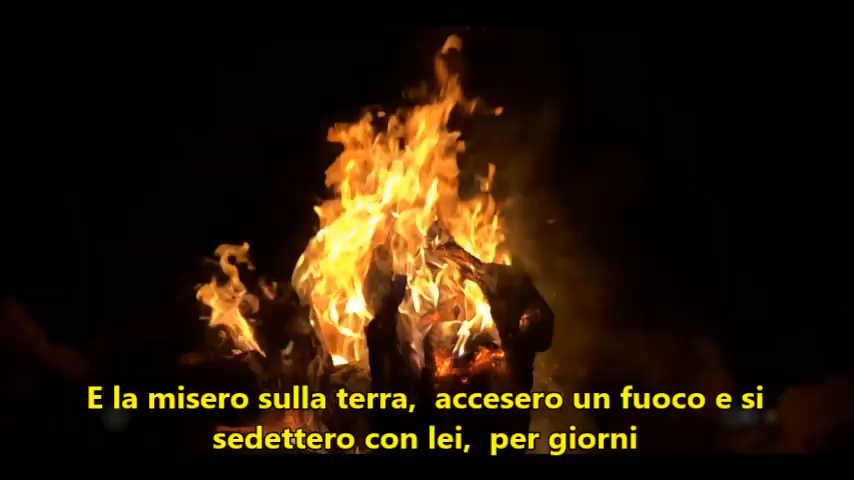 E la misero sulla terra,  accesero un fuoco e si
sedettero con lei,  per giorni